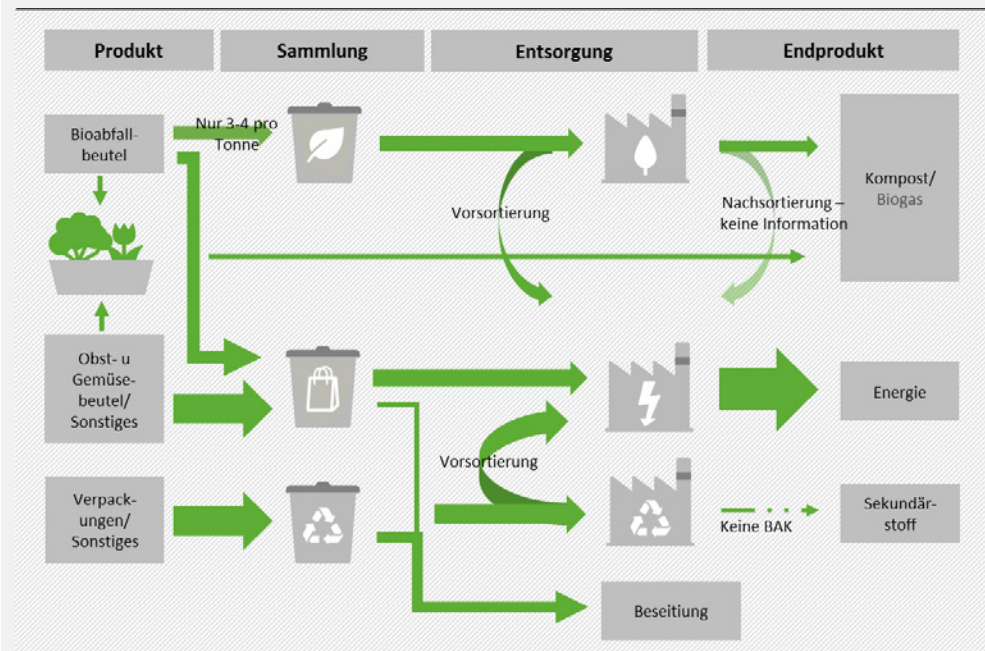 Produkt
Sammlung
Entsorgung
Endprodukt
Bioabfall-
beutel
Nur 3-4 pro
Tonne
Vorsortierung
Nachsortierung –
keine Information
Kompost/
Biogas
Obst- u
Gemüse-
beutel/
Sonstiges
Energie
Vorsortierung
Verpack-
ungen/
Sonstiges
Keine BAK
Sekundär-
stoff
Beseitiung